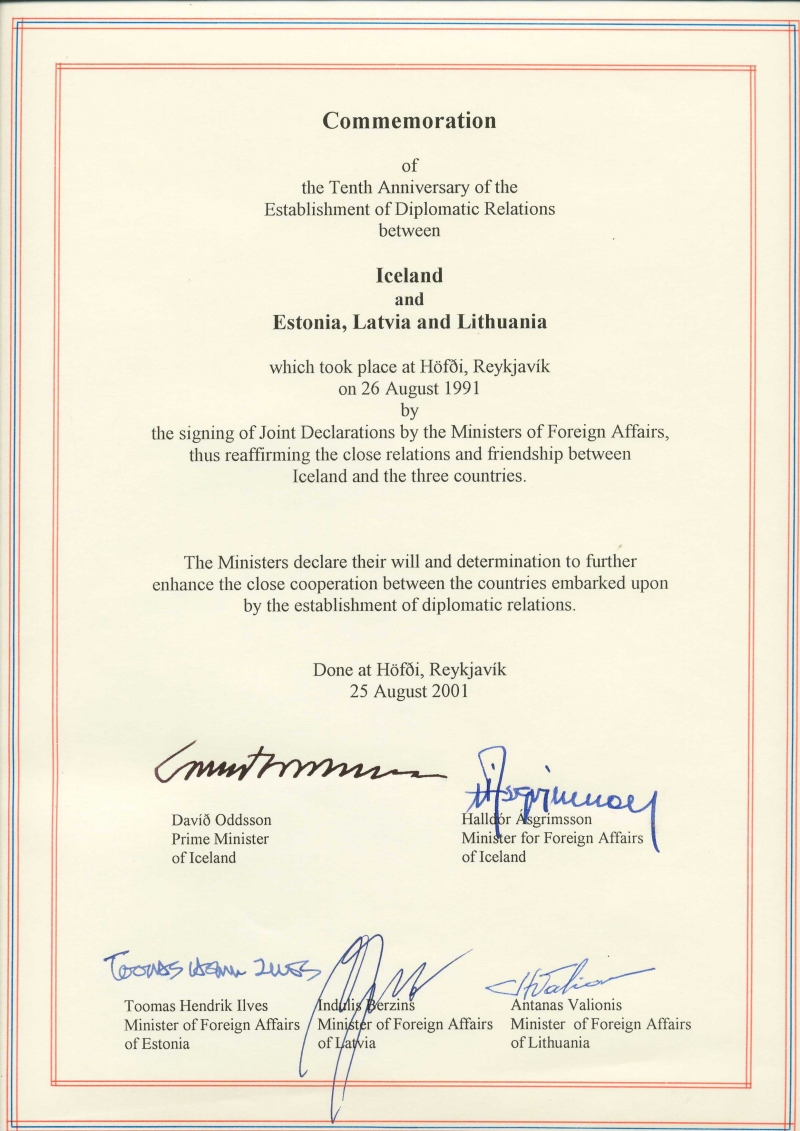 Commemoration
of
the Tenth Anniversary of the
Establishment of Diplomatic Relations
between
Iceland
and
Estonia, Latvia and Lithuania
which took place at Höfði, Reykjavík
on 26 August 1991
by
the signing of Joint Declarations by the Ministers of Foreign Affairs,
thus reaffirming the close relations and friendship between
Iceland and the three countries.
The Ministers declare their will and determination to further
enhance the close cooperation between the countries embarked upon
by the establishment of diplomatic relations.
Done at Höfði, Reykjavík
25 August 2001
Davíð Oddsson
Prime Minister
of Iceland
Halldór Ásgrímsson
Minister for Foreign Affairs
of Iceland
Toomas Hendrik Ilves
Minister of Foreign Affairs
of Estonia
Indulis Berzins
Minister of Foreign Affairs
of Latvia
Antanas Valionis
Minister of Foreign Affairs
of Lithuania